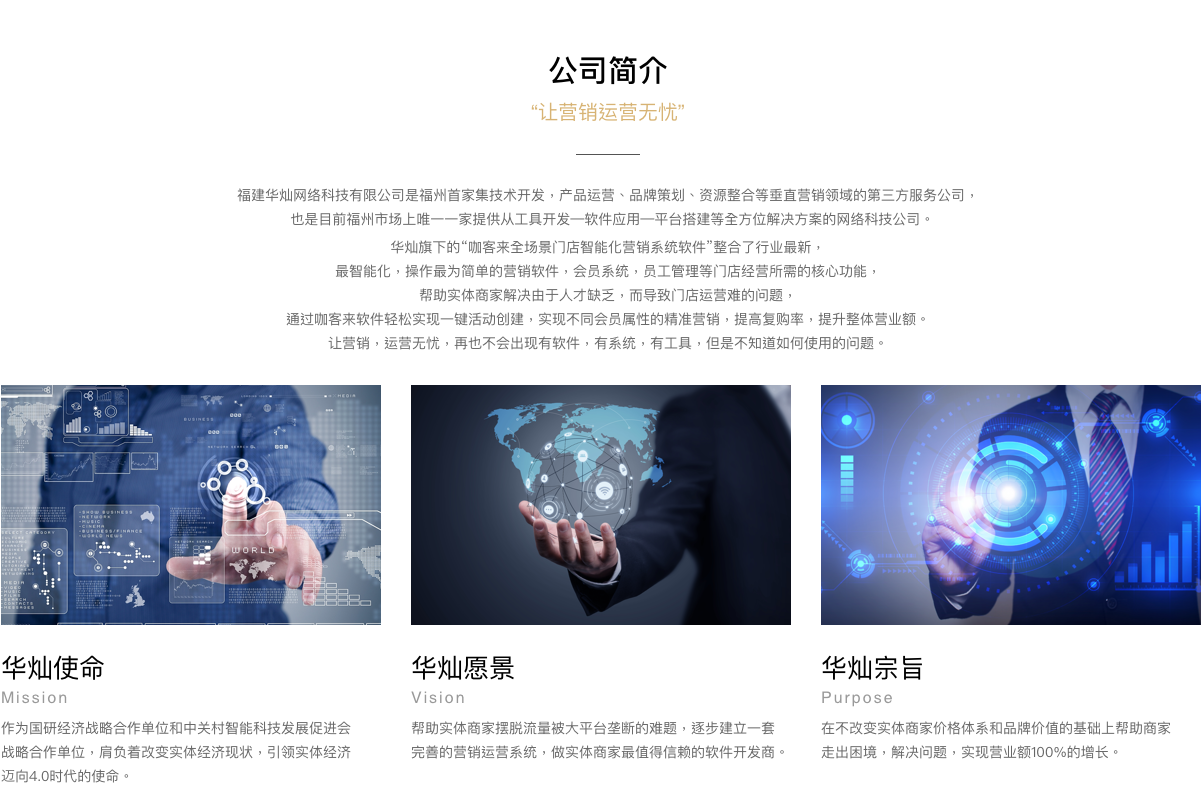 公司简介
“让营销运营无忧”
福建华灿网络科技有限公司是福州首家集技术开发，产品运营、品牌策划、资源整合等垂直营销领域的第三方服务公司，
也是目前福州市场上唯一一家提供从工具开发—软件应用—平台搭建等全方位解决方案的网络科技公司。
华灿旗下的“咖客来全场景门店智能化营销系统软件”整合了行业最新，
最智能化，操作最为简单的营销软件，会员系统，员工管理等门店经营所需的核心功能，
帮助实体商家解决由于人才缺乏，而导致门店运营难的问题，
通过咖客来软件轻松实现一键活动创建，实现不同会员属性的精准营销，提高复购率，提升整体营业额。
让营销，运营无忧，再也不会出现有软件，有系统，有工具，但是不知道如何使用的问题。
BUSINESS
-SHOW BUSINESS
-NETWORK
-MUSIC
-CINEMA
-BUSINESS/FINANCE
-WORLD NEWS
WORLD
MEDIA
华灿使命
Mission
作为国研经济战略合作单位和中关村智能科技发展促进会
战略合作单位，肩负着改变实体经济现状，引领实体经济
迈向4.0时代的使命。
华灿愿景
Vision
帮助实体商家摆脱流量被大平台垄断的难题，逐步建立一套
完善的营销运营系统，做实体商家最值得信赖的软件开发商。
华灿宗旨
Purpose
在不改变实体商家价格体系和品牌价值的基础上帮助商家
走出困境，解决问题，实现营业额100%的增长。